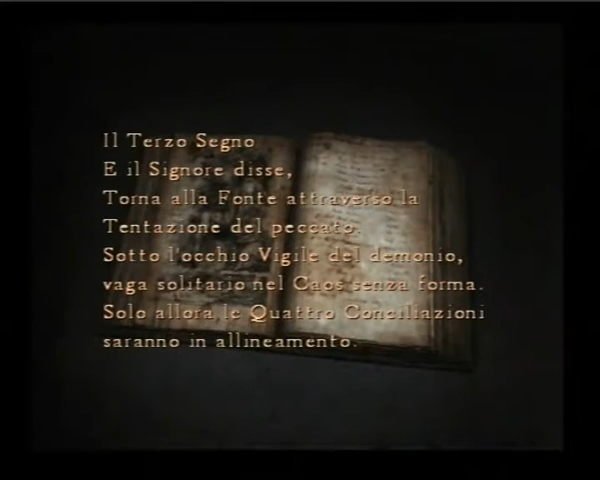 Il Terzo Segno
E il Signore disse,
Torna alla Fonte attraverso la
Tentazione del peccato.
Sotto l'occhio Vigile del demonio,
vaga solitario nel Caos senza forma.
Solo allora le Quattro Conciliazioni
saranno in allineamento.